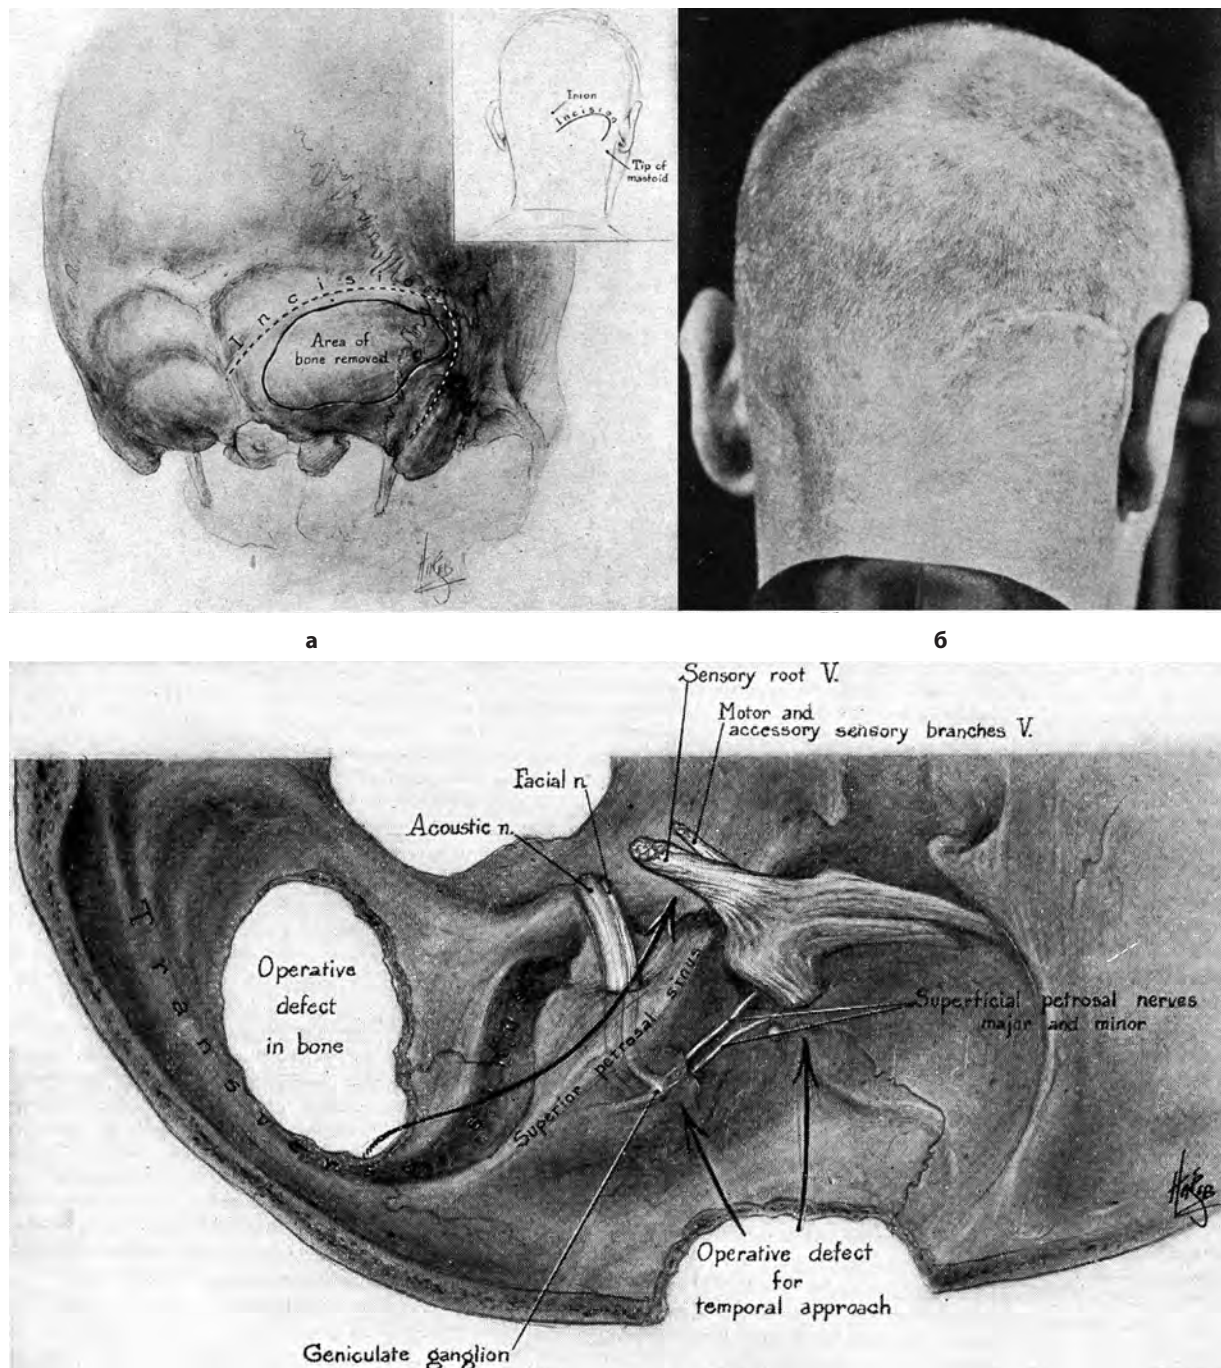 Inion
Incision
Tip of
mastoid
Incision
Area of
bone removed
а
б
Sensory root V.
Motor and
accessory sensory branches V.
Facial n.
Acoustic n.
Operative
defect
in bone
Transverse
Superior petrosal sinus
Superficial petrosal nerves
major and minor
Operative defect
for
temporal approach
Geniculate ganglion